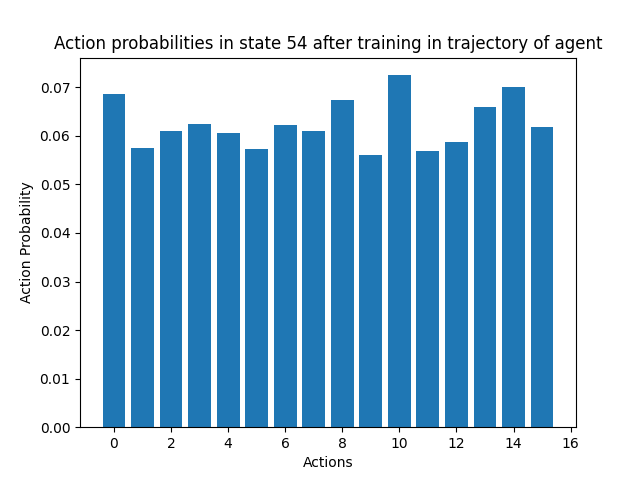 Action probabilities in state 54 after training in trajectory of agent
0.07
0.06
0.05
0.04
0.03
0.02
0.01
0.00
Action Probability
0 2 4 6 8 10 12 14 16
Actions